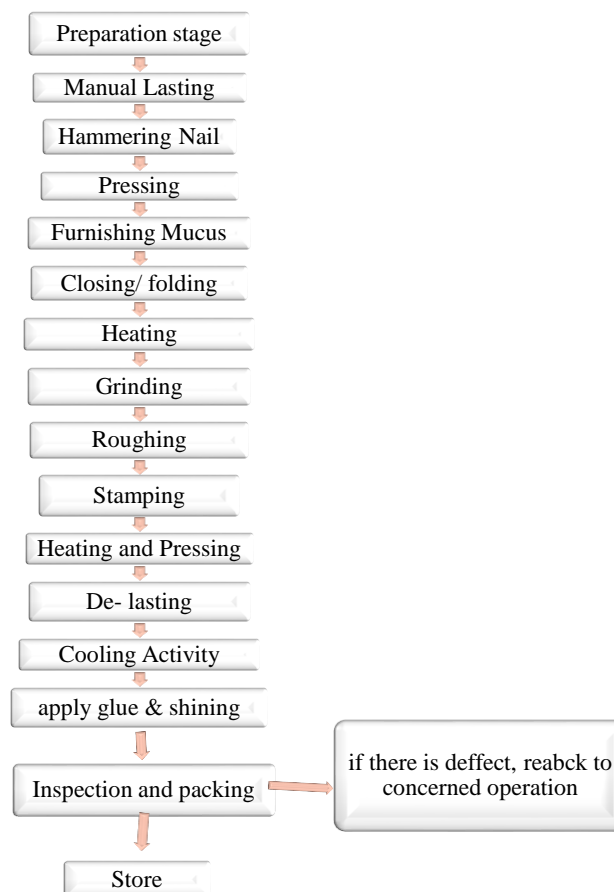 Preparation stage
Manual Lasting
Hammering Nail
Pressing
Furnishing Mucus
Closing/ folding
Heating
Grinding
Roughing
Stamping
Heating and Pressing
De- lasting
Cooling Activity
apply glue & shining
Inspection and packing
if there is deffect, reabck to
concerned operation
Store